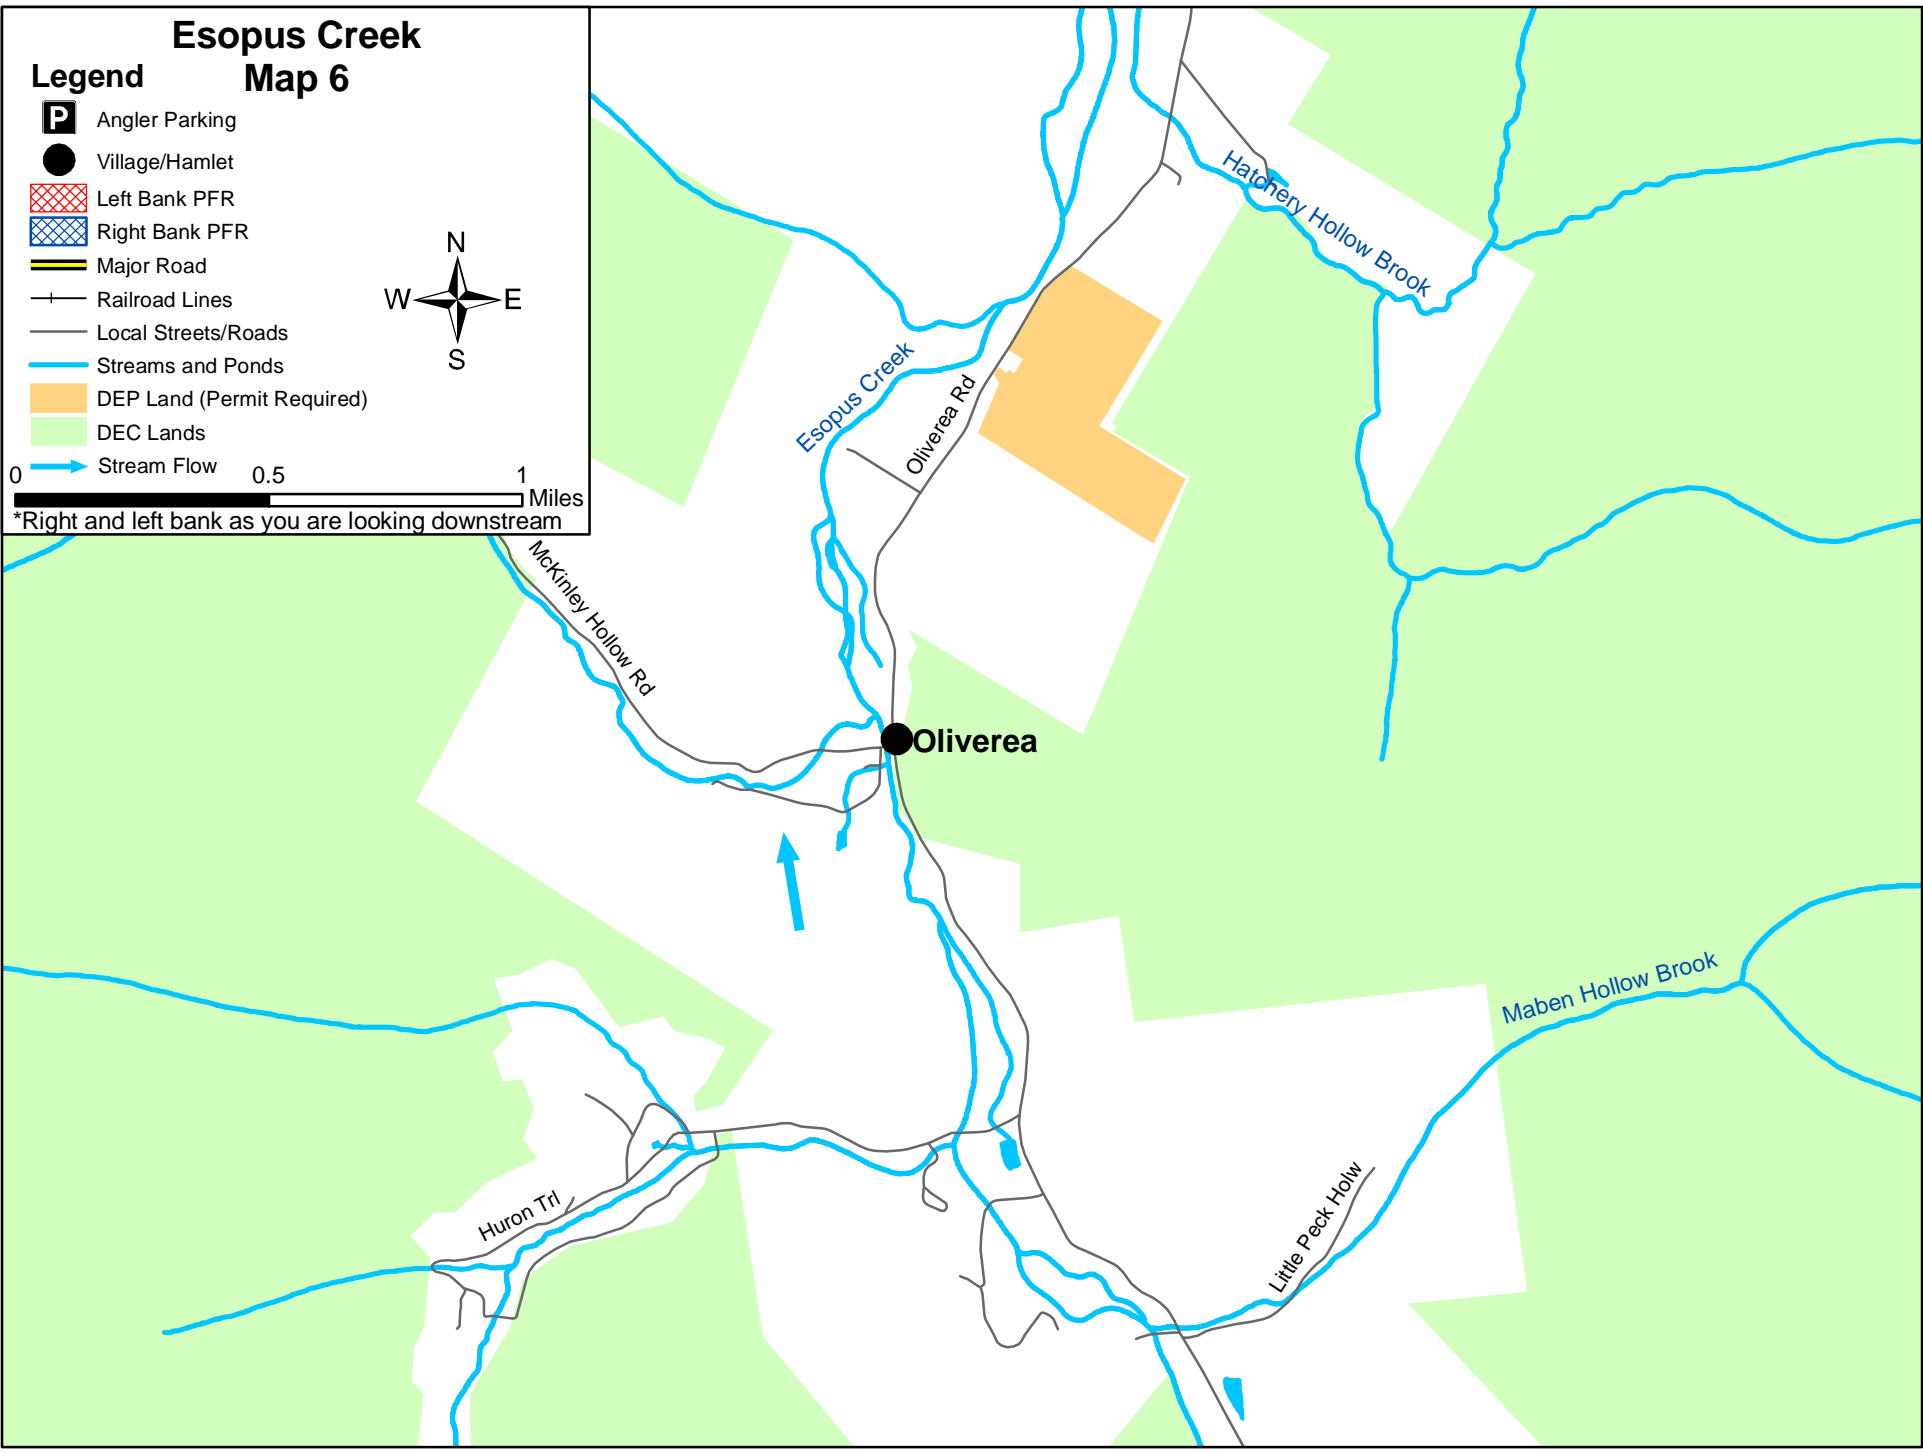 Esopus Creek
Map 6
Legend
P
Angler Parking
Village/Hamlet
Left Bank PFR
Right Bank PFR
Major Road
Railroad Lines
Local Streets/Roads
Streams and Ponds
DEP Land (Permit Required)
DEC Lands
Stream Flow
N
W E
S
0 0.5 1
Miles
*Right and left bank as you are looking downstream
Hatchery Hollow Brook
Esopus Creek
Oliverea Rd
McKinley Hollow Rd
Oliverea
Maben Hollow Brook
Little Peck Holw
Huron Trl